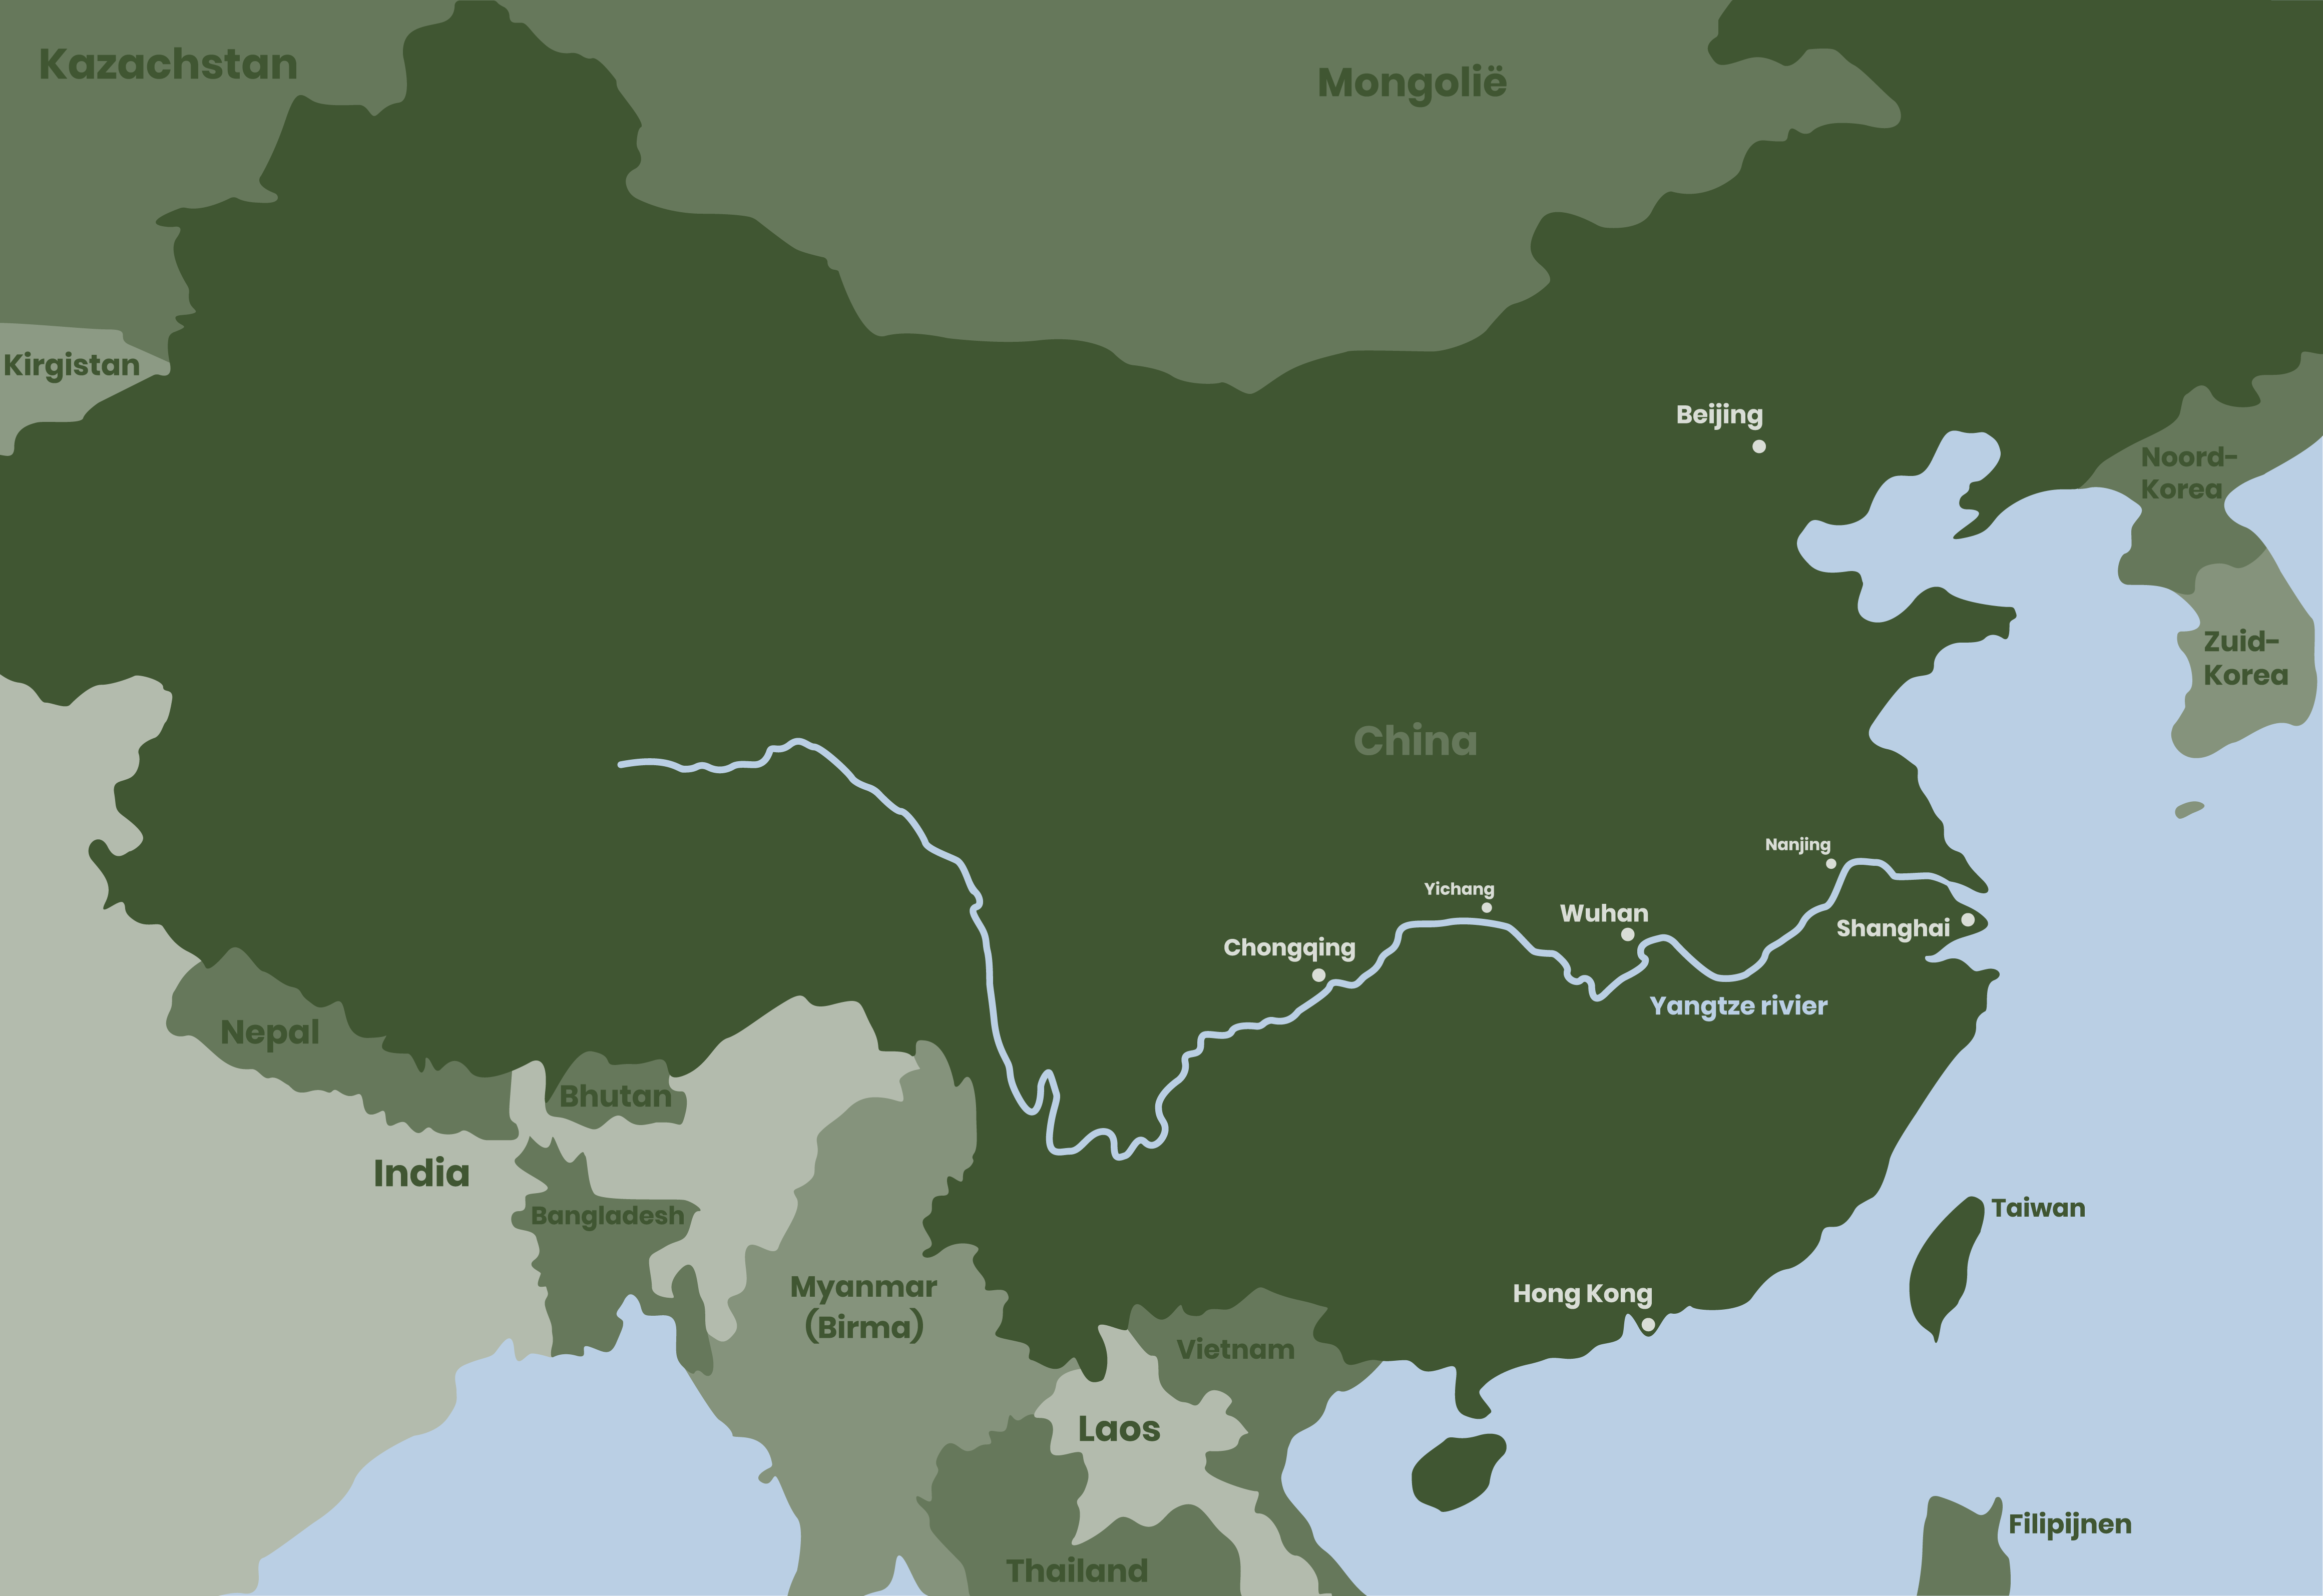 Kazachstan
Mongolië
Kirgistan
Beijing
Noord-
Korea
Zuid-
Korea
China
Nanjing
Yichang
Wuhan
Shanghai
Chongqing
Yangtze rivier
Nepal
Bhutan
India
Bangladesh
Taiwan
Myanmar
(Birma)
Hong Kong
Vietnam
Laos
Filipijnen
Thailand